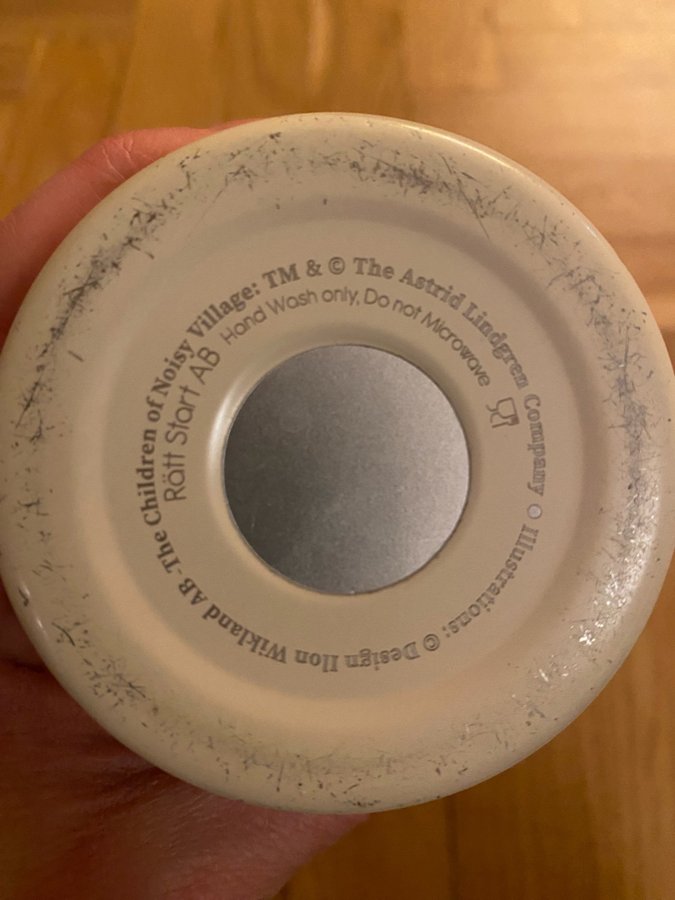 The Children of Noisy Village: TM & © The Astrid Lindgren Company
Illustrations: © Design Ilon Wikland AB
Rätt Start AB
Hand Wash only, Do not Microwave